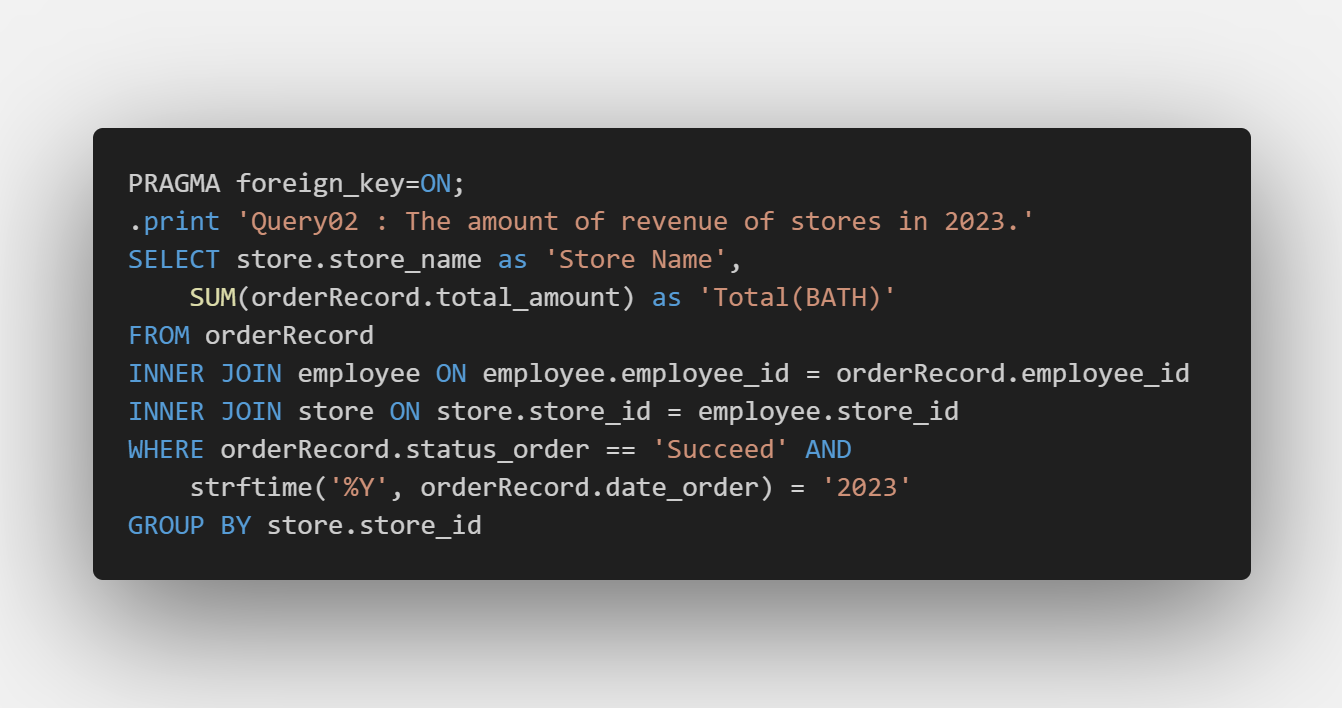 PRAGMA foreign_key=ON;
.print 'Query02 : The amount of revenue of stores in 2023.'
SELECT store.store_name as 'Store Name',
    SUM(orderRecord.total_amount) as 'Total(BATH)'
FROM orderRecord
INNER JOIN employee ON employee.employee_id = orderRecord.employee_id
INNER JOIN store ON store.store_id = employee.store_id
WHERE orderRecord.status_order == 'Succeed' AND
    strftime('%Y', orderRecord.date_order) = '2023'
GROUP BY store.store_id